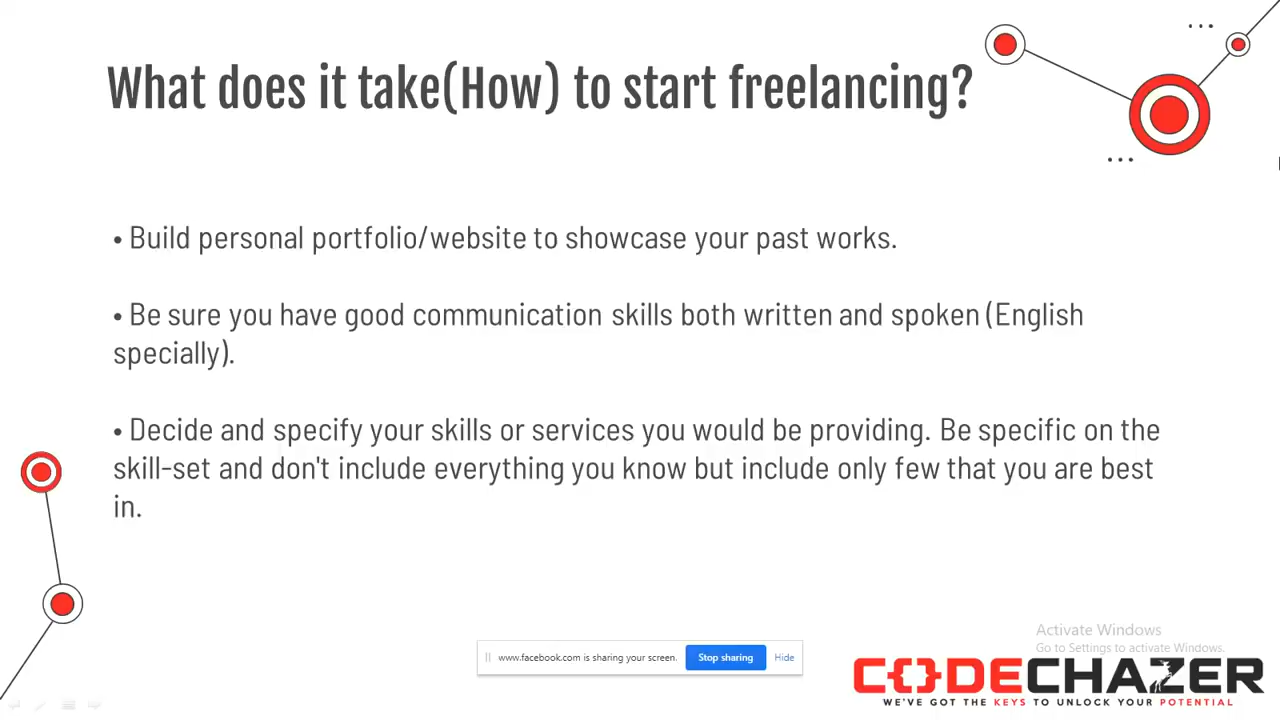 What does it take(How) to start freelancing?
• Build personal portfolio/website to showcase your past works.
• Be sure you have good communication skills both written and spoken (English
specially).
• Decide and specify your skills or services you would be providing. Be specific on the
skill-set and don't include everything you know but include only few that you are best
in.
Activate Windows
Go to Settings to activate Windows.
www.facebook.com is sharing your screen. Stop sharing Hide
CODECHAZER
WE'VE GOT THE KEYS TO UNLOCK YOUR POTENTIAL